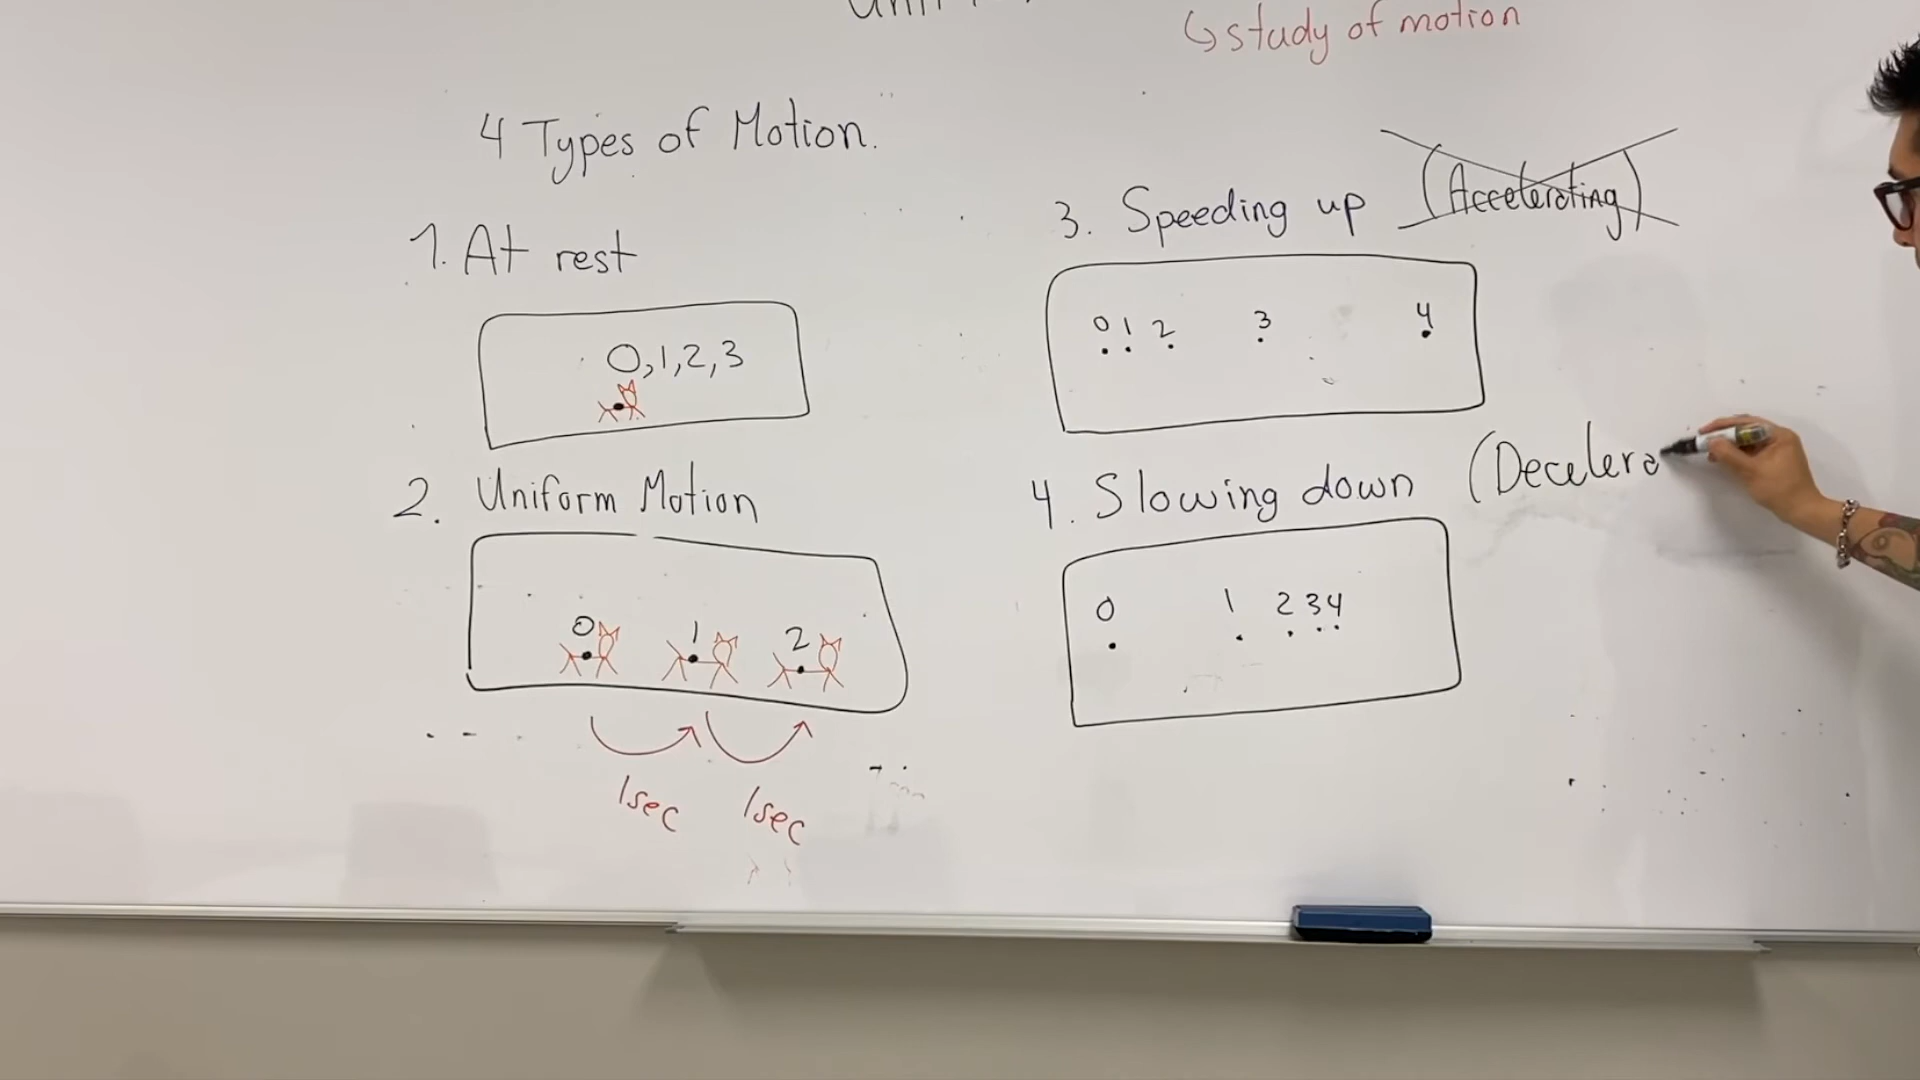 ↳ study of motion
4 Types of Motion.
1. At rest
0,1,2,3
2. Uniform Motion
0 1 2
1sec 1sec
3. Speeding up (Accelerating)
0 1 2 3 4
4. Slowing down (Decelera
0 1 2 3 4